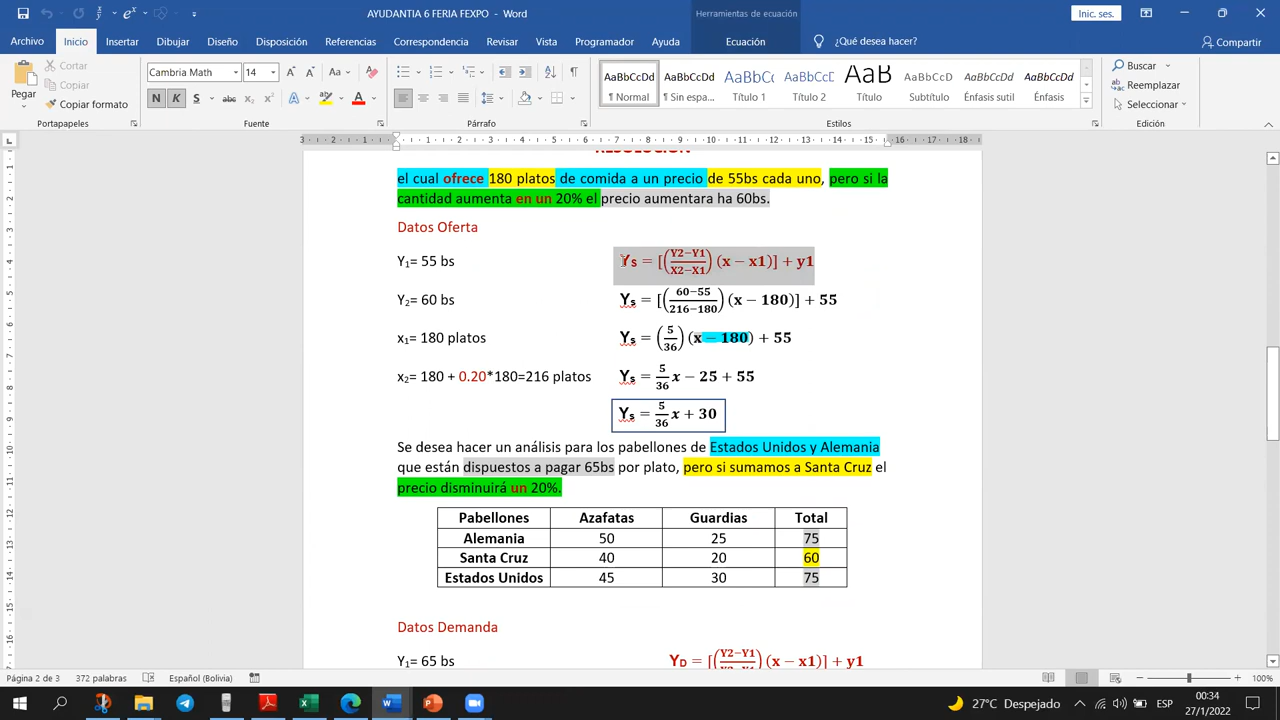 AYUDANTIA 6 FEXPO - Word
Herramientas de ecuación
Inic. ses.
Archivo Inicio Insertar Dibujar Diseño Disposición Referencias Correspondencia Revisar Vista Programador Ayuda Ecuación ¿Qué desea hacer? Compartir
Pegar
Cortar
Copiar
Copiar formato
Cambria Math 14
AaBbCcDd AaBbCcDd AaBbCc AaBbCcD AaB AaBbCcD AaBbCcDd AaBbCcDd
¶ Normal ¶ Sin espa... Título 1 Título 2 Título Subtítulo Énfasis sutil Énfasis
Buscar
Reemplazar
Seleccionar
Portapapeles Fuente Párrafo Estilos Edición
el cual ofrece 180 platos de comida a un precio de 55bs cada uno, pero si la
cantidad aumenta en un 20% el precio aumentara ha 60bs.
Datos Oferta
Y1= 55 bs Ys = [(Y2−Y1/X2−X1)(x − x1)] + y1
Y2= 60 bs Ys = [(60−55/216−180)(x − 180)] + 55
x1= 180 platos Ys = (5/36)(x − 180) + 55
x2= 180 + 0.20*180=216 platos Ys = 5/36 x − 25 + 55
Ys = 5/36 x + 30
Se desea hacer un análisis para los pabellones de Estados Unidos y Alemania
que están dispuestos a pagar 65bs por plato, pero si sumamos a Santa Cruz el
precio disminuirá un 20%.
Pabellones Azafatas Guardias Total
Alemania 50 25 75
Santa Cruz 40 20 60
Estados Unidos 45 30 75
Datos Demanda
Y1= 65 bs YD = [(Y2−Y1/X2−X1)(x − x1)] + y1
Página 2 de 3 372 palabras Español (Bolivia) 100%
27°C Despejado ESP 00:34
27/1/2022